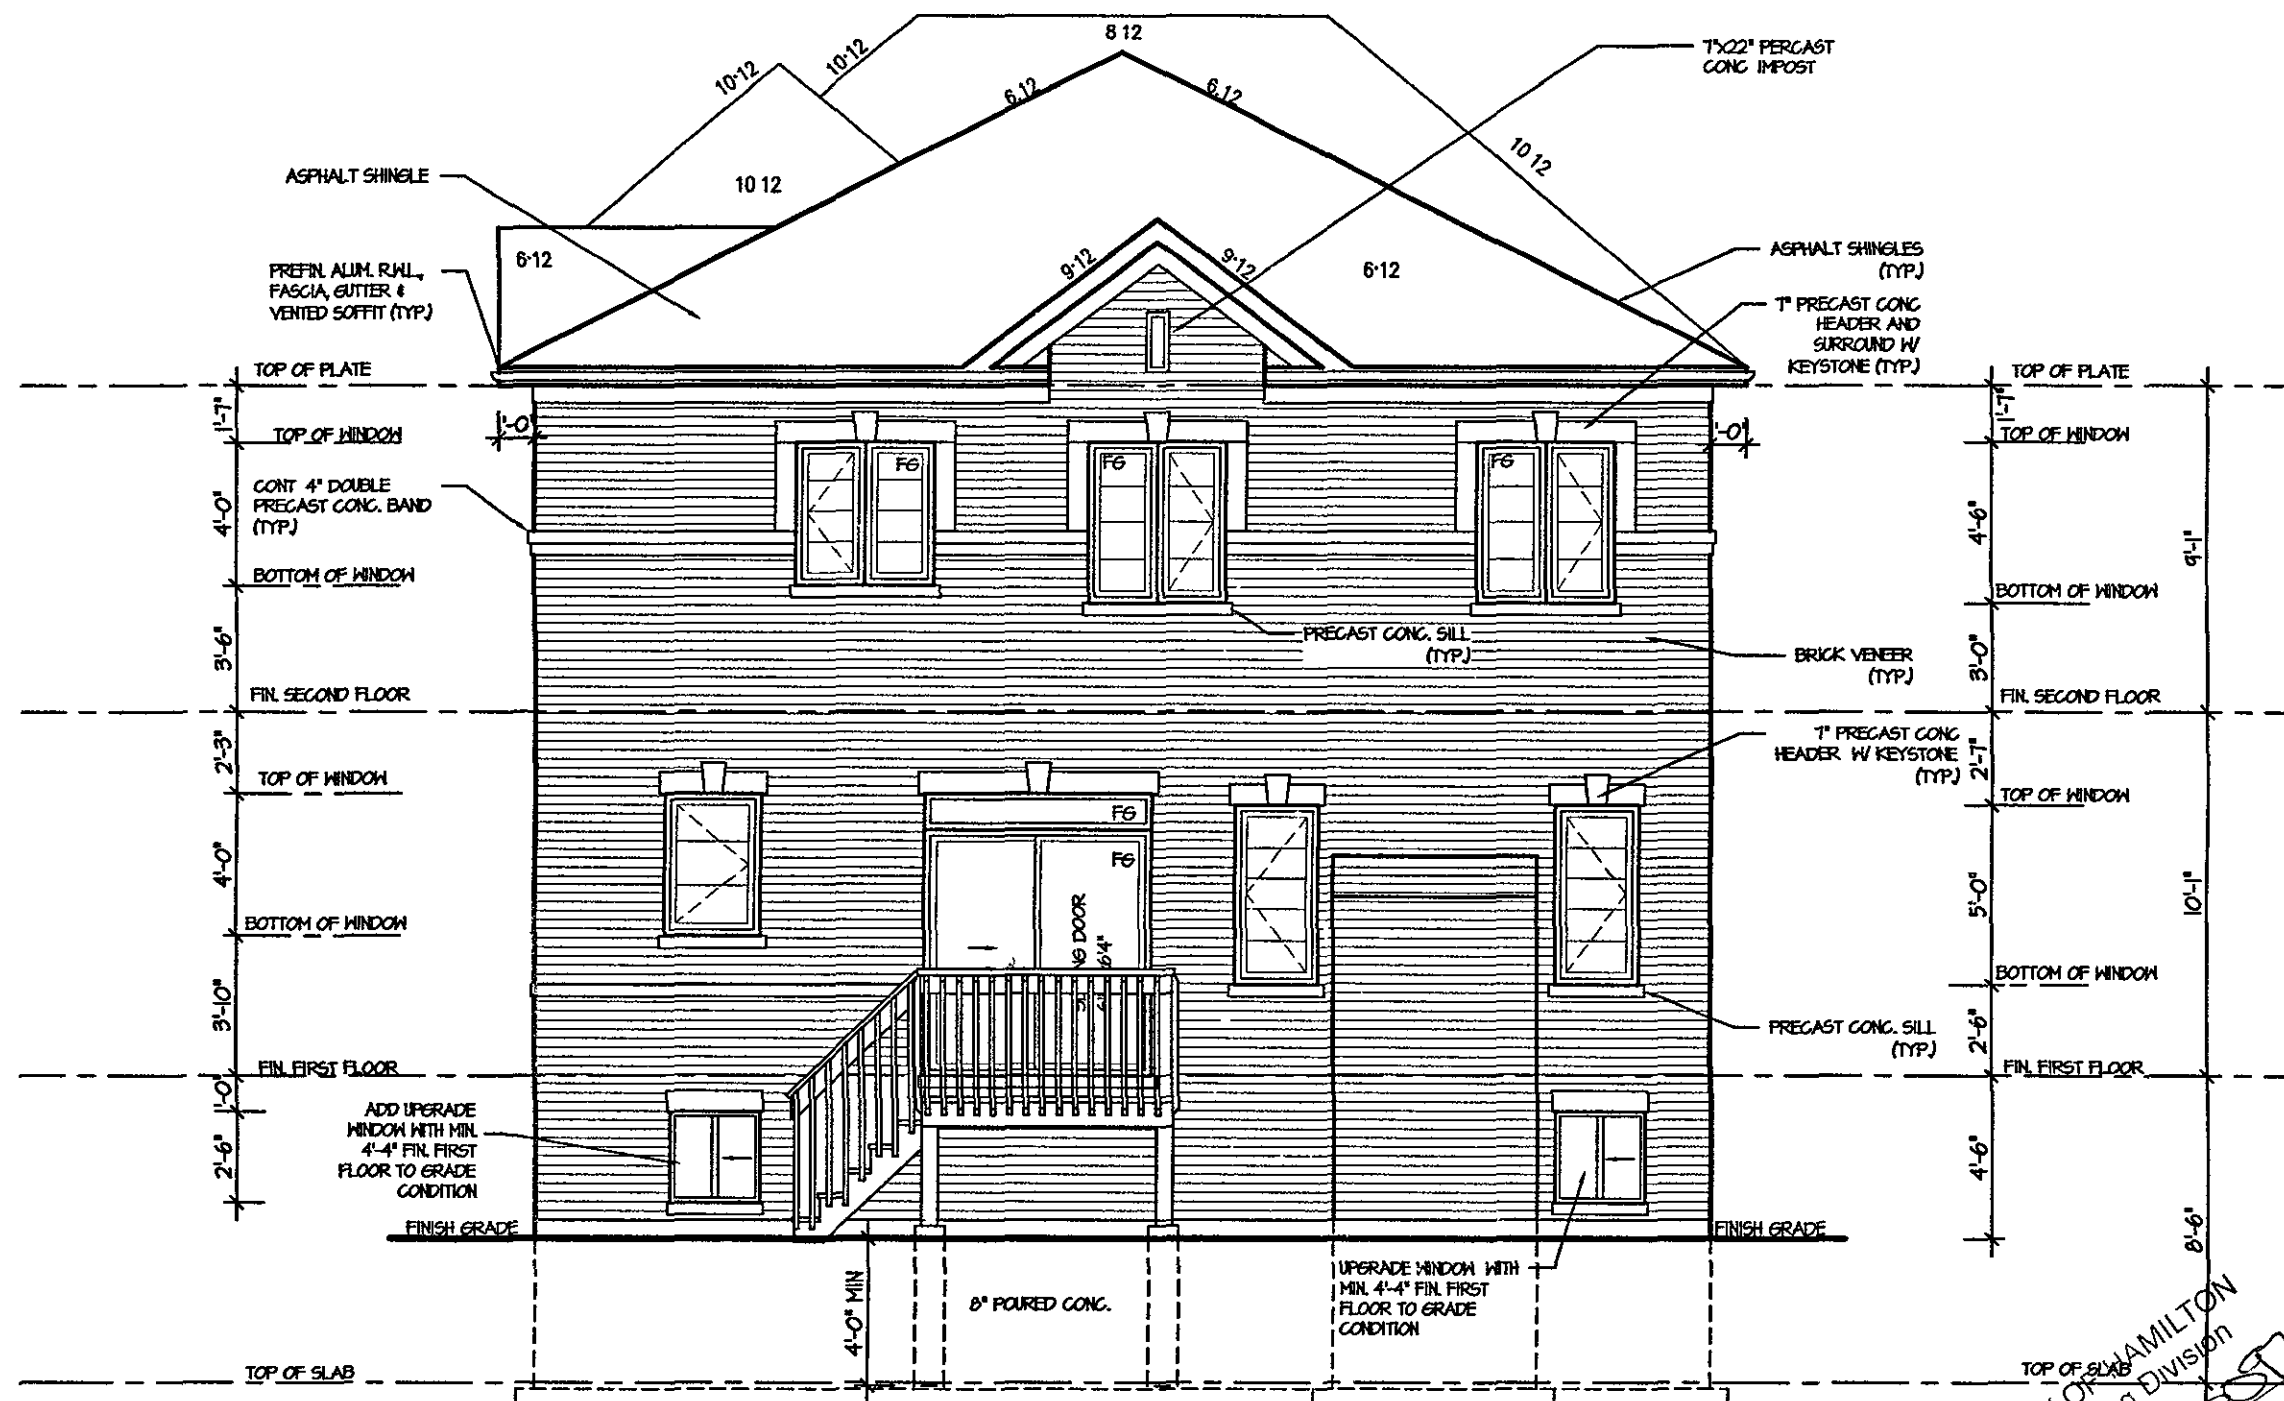 8 12
10·12
10·12
6.12
6.12
10 12
7"X22" PERCAST
CONC IMPOST
ASPHALT SHINGLE
10 12
6·12
9·12
9·12
6·12
PREFIN. ALUM. R.W.L.,
FASCIA, GUTTER &
VENTED SOFFIT (TYP.)
ASPHALT SHINGLES
(TYP.)
7" PRECAST CONC
HEADER AND
SURROUND W/
KEYSTONE (TYP.)
TOP OF PLATE
TOP OF PLATE
1'-7"
1'-7"
TOP OF WINDOW
TOP OF WINDOW
'-0"
'-0"
FG
FG
FG
CONT 4" DOUBLE
PRECAST CONC. BAND
(TYP.)
4'-0"
4'-6"
9'-1"
BOTTOM OF WINDOW
BOTTOM OF WINDOW
PRECAST CONC. SILL
(TYP.)
BRICK VENEER
(TYP.)
3'-6"
3'-0"
FIN. SECOND FLOOR
FIN. SECOND FLOOR
2'-3"
2'-7"
7" PRECAST CONC
HEADER W/ KEYSTONE
(TYP.)
TOP OF WINDOW
TOP OF WINDOW
FG
FG
4'-0"
5'-0"
10'-1"
NG DOOR
6'4"
BOTTOM OF WINDOW
BOTTOM OF WINDOW
3'-10"
2'-6"
PRECAST CONC. SILL
(TYP.)
FIN. FIRST FLOOR
FIN. FIRST FLOOR
1'-0"
ADD UPGRADE
WINDOW WITH MIN.
4'-4" FIN. FIRST
FLOOR TO GRADE
CONDITION
2'-6"
4'-6"
FINISH GRADE
FINISH GRADE
8'-6"
4'-0" MIN
8" POURED CONC.
UPGRADE WINDOW WITH
MIN. 4'-4" FIN. FIRST
FLOOR TO GRADE
CONDITION
TOP OF SLAB
TOP OF SLAB
OF HAMILTON
Division